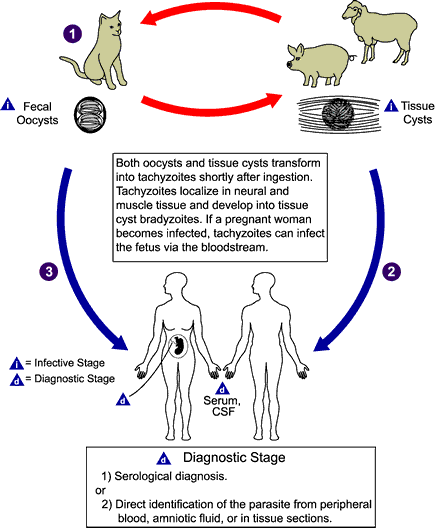 1
i Fecal
Oocysts
i Tissue
Cysts
Both oocysts and tissue cysts transform
into tachyzoites shortly after ingestion.
Tachyzoites localize in neural and
muscle tissue and develop into tissue
cyst bradyzoites. If a pregnant woman
becomes infected, tachyzoites can infect
the fetus via the bloodstream.
3
2
i = Infective Stage
d = Diagnostic Stage
d
d
Serum,
CSF
d Diagnostic Stage
1) Serological diagnosis.
or
2) Direct identification of the parasite from peripheral
blood, amniotic fluid, or in tissue sections.